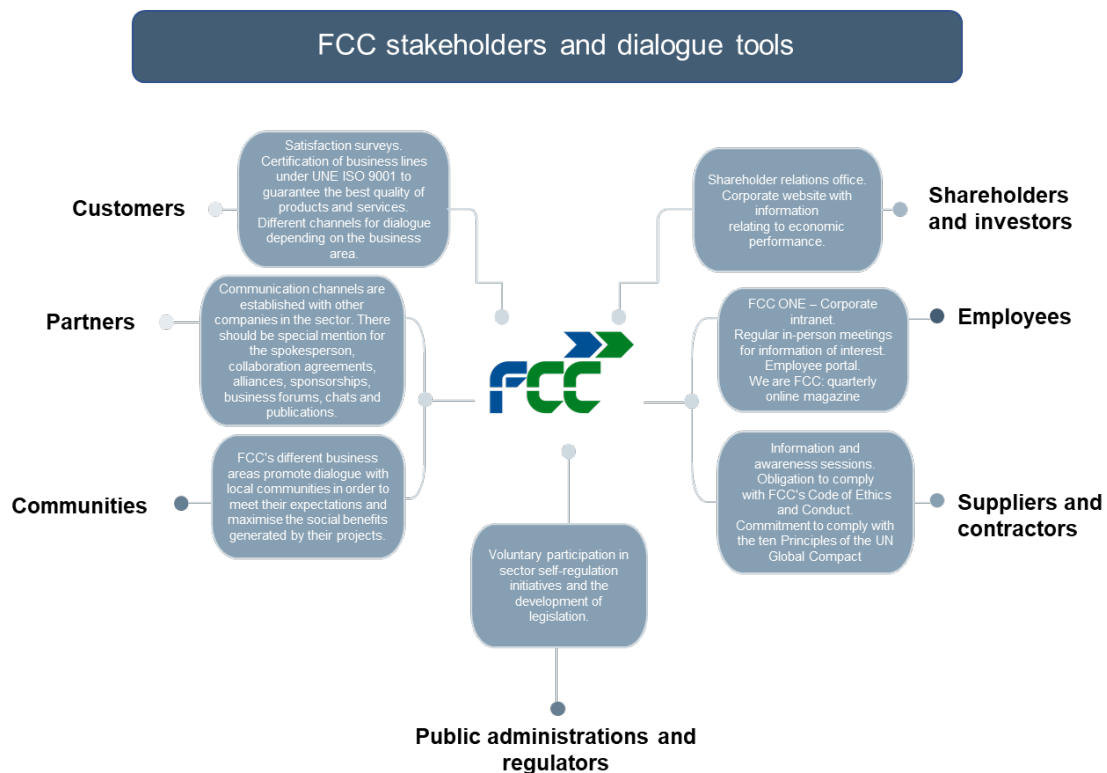 FCC stakeholders and dialogue tools
Customers
Satisfaction surveys.
Certification of business lines
under UNE ISO 9001 to
guarantee the best quality of
products and services.
Different channels for dialogue
depending on the business
area.
Partners
Communication channels are
established with other
companies in the sector. There
should be special mention for
the spokesperson,
collaboration agreements,
alliances, sponsorships,
business forums, chats and
publications.
Communities
FCC's different business
areas promote dialogue with
local communities in order to
meet their expectations and
maximise the social benefits
generated by their projects.
FCC
Shareholder relations office.
Corporate website with
information
relating to economic
performance.
Shareholders
and investors
FCC ONE – Corporate
intranet.
Regular in-person meetings
for information of interest.
Employee portal.
We are FCC: quarterly
online magazine
Employees
Information and
awareness sessions.
Obligation to comply
with FCC's Code of Ethics
and Conduct.
Commitment to comply with
the ten Principles of the UN
Global Compact
Suppliers and
contractors
Voluntary participation in
sector self-regulation
initiatives and the
development of
legislation.
Public administrations and
regulators